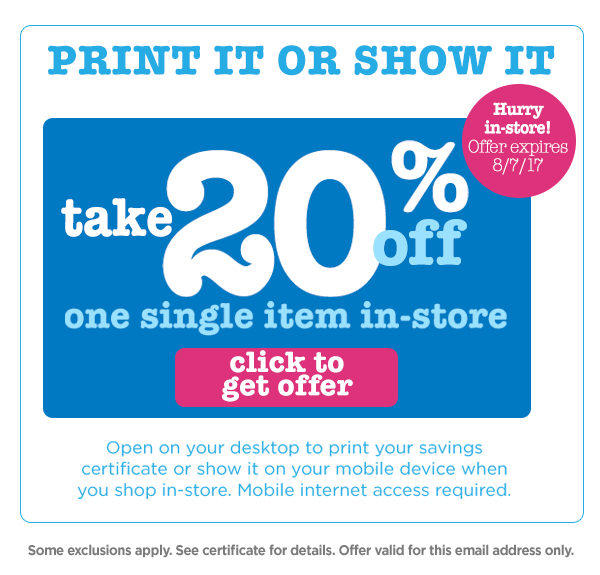 PRINT IT OR SHOW IT
Hurry
in-store!
Offer expires
8/7/17
take 20% off
one single item in-store
click to
get offer
Open on your desktop to print your savings
certificate or show it on your mobile device when
you shop in-store. Mobile internet access required.
Some exclusions apply. See certificate for details. Offer valid for this email address only.